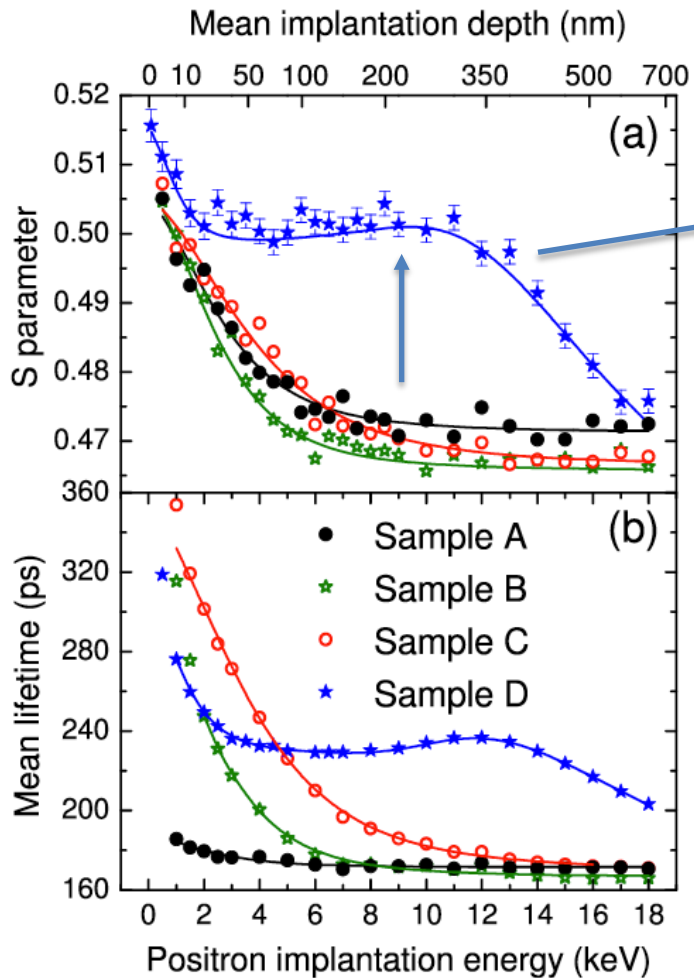 Mean implantation depth (nm)
0 10 50 100 200 350 500 700
0.52
(a)
0.51
0.50
0.49
0.48
0.47
S parameter
360
(b)
320
280
240
200
160
Mean lifetime (ps)
Sample A
Sample B
Sample C
Sample D
0 2 4 6 8 10 12 14 16 18
Positron implantation energy (keV)